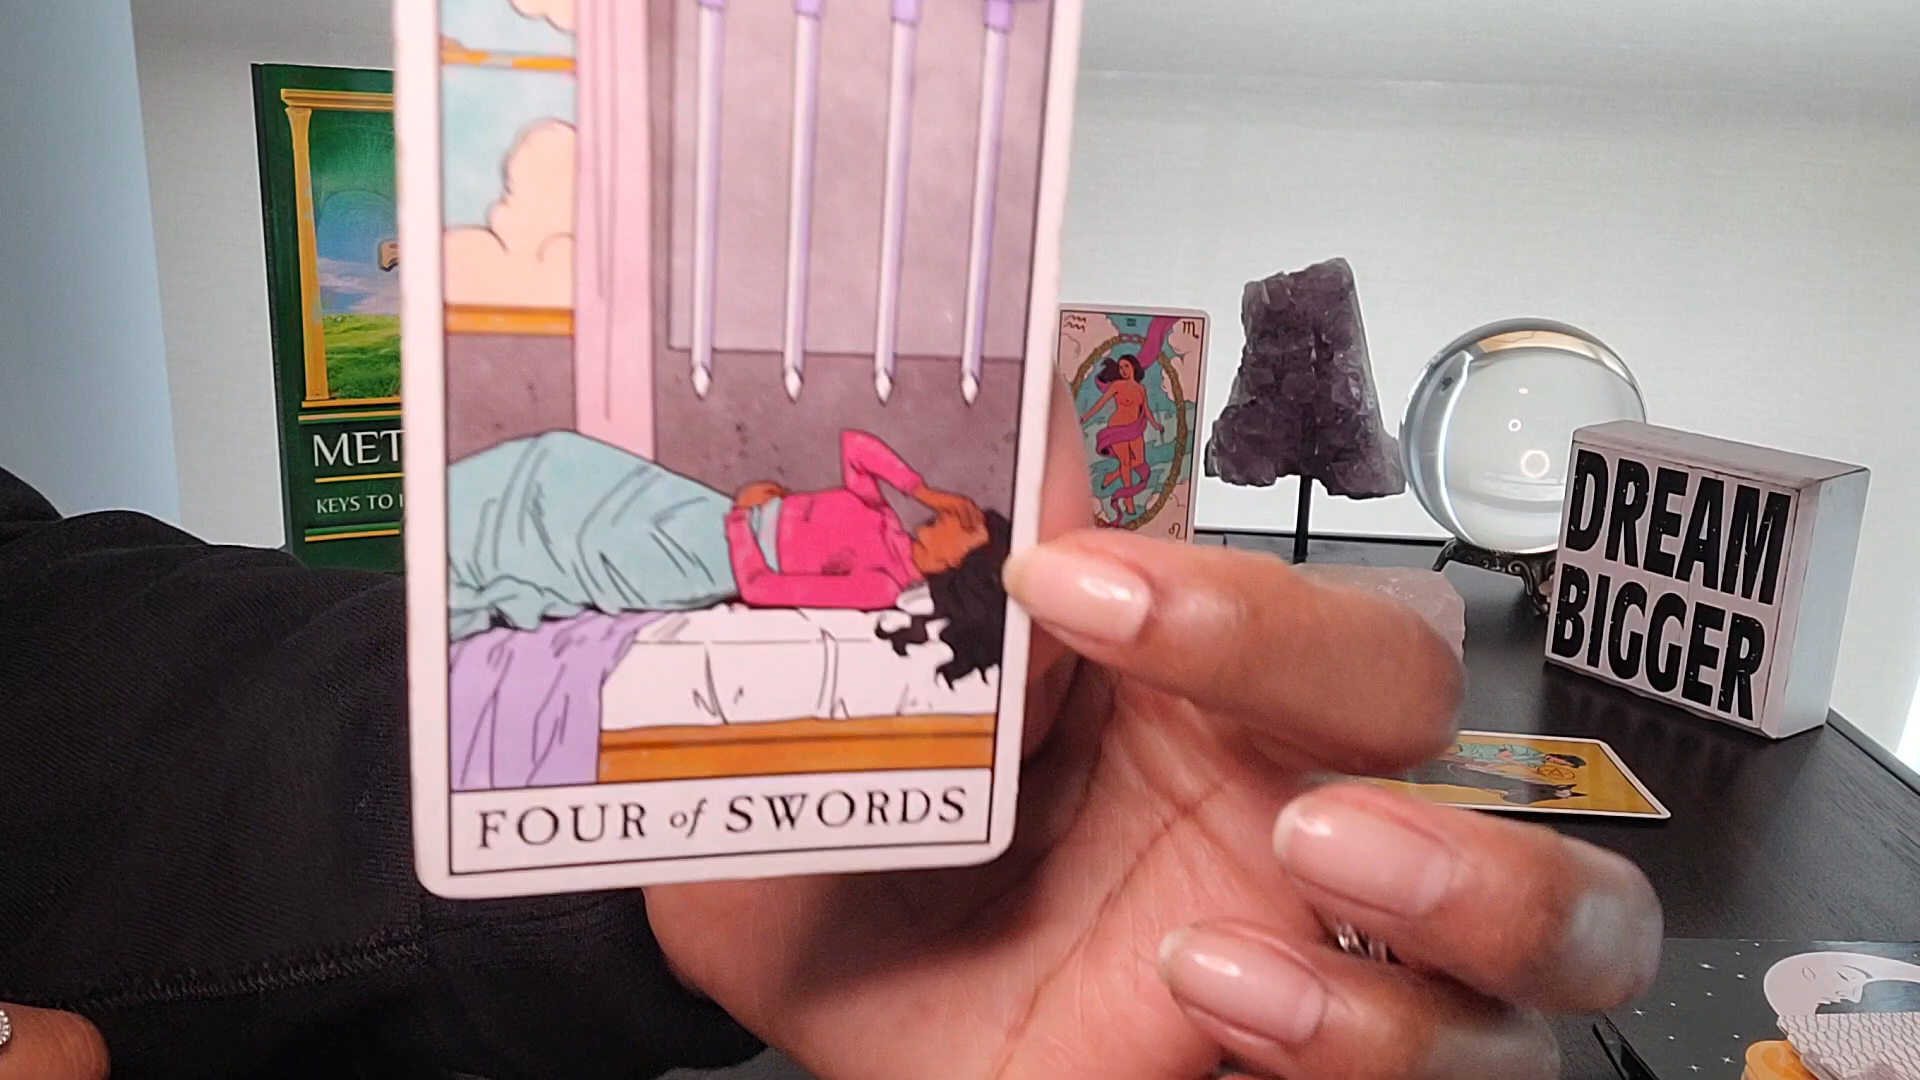 MET
KEYS TO
FOUR of SWORDS
DREAM
BIGGER